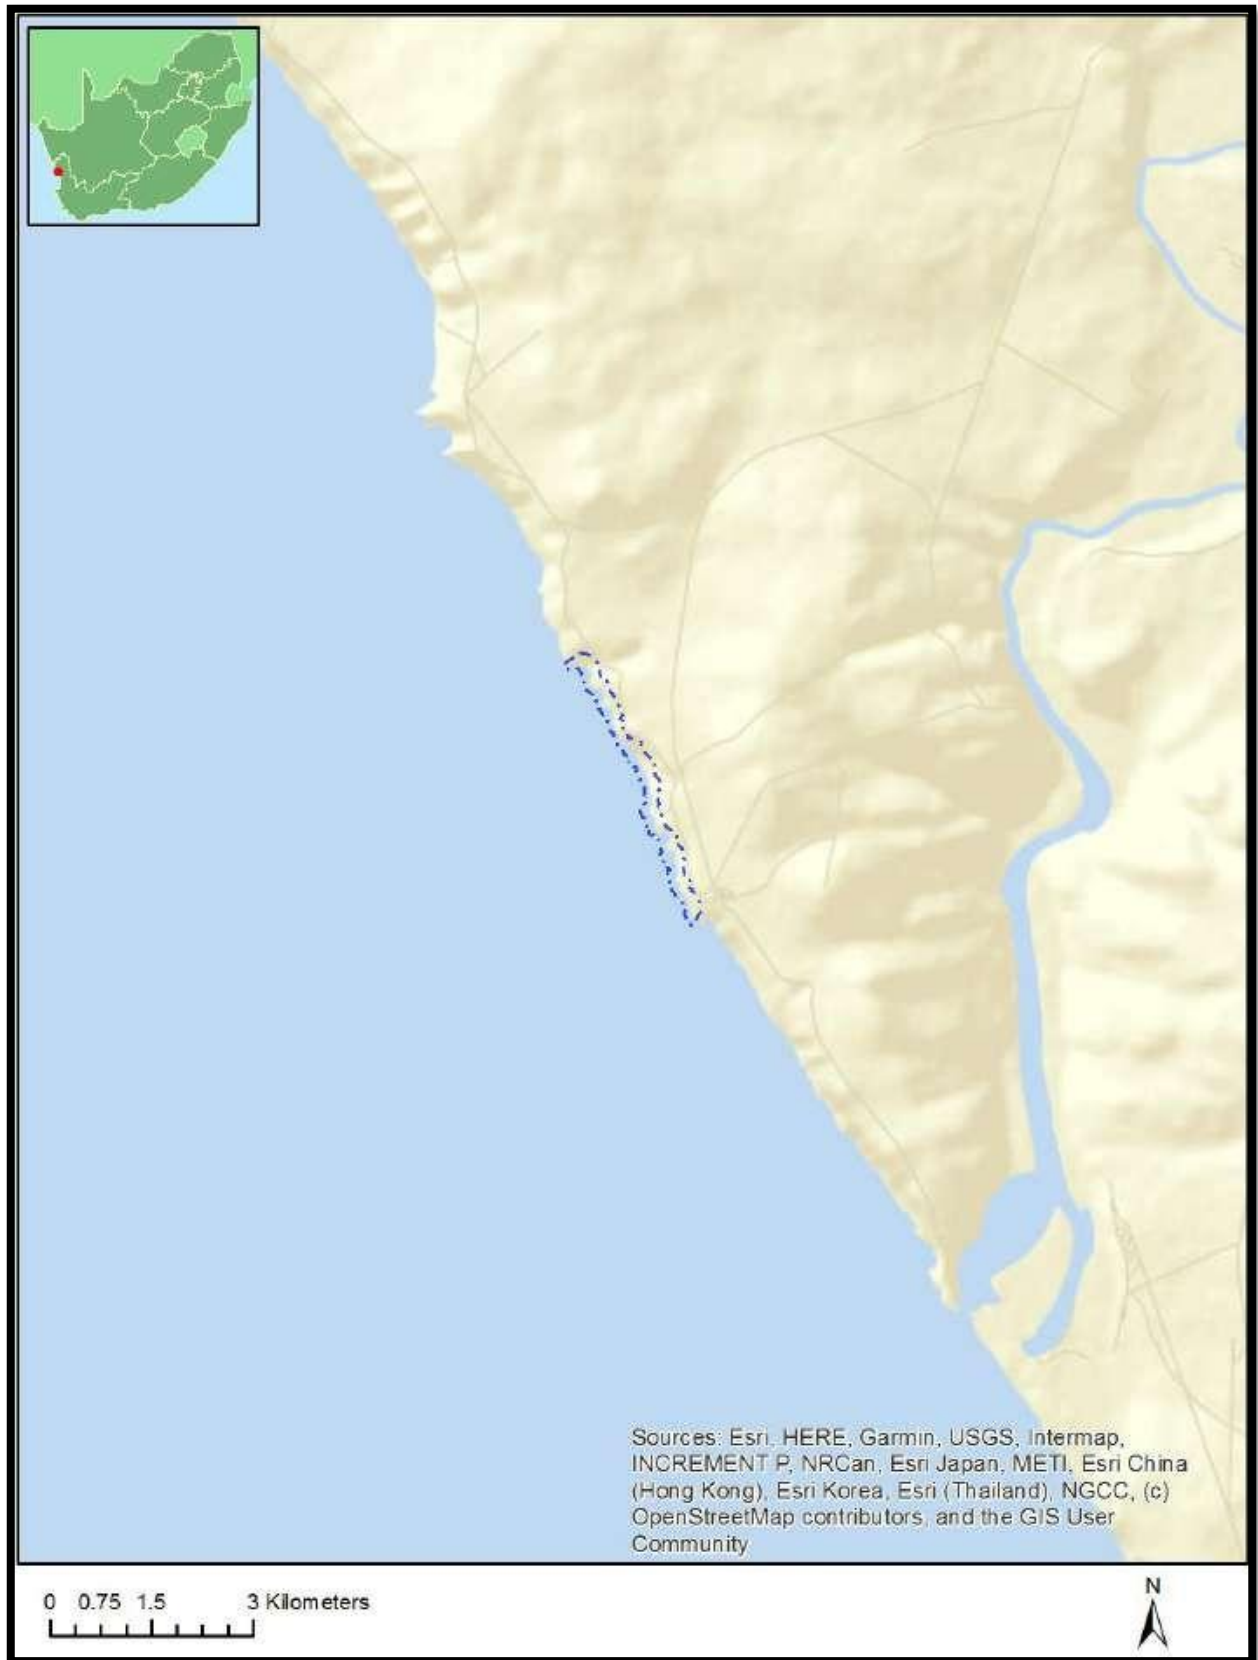 Sources: Esri, HERE, Garmin, USGS, Intermap,
INCREMENT P, NRCan, Esri Japan, METI, Esri China
(Hong Kong), Esri Korea, Esri (Thailand), NGCC, (c)
OpenStreetMap contributors, and the GIS User
Community
0 0.75 1.5 3 Kilometers
N